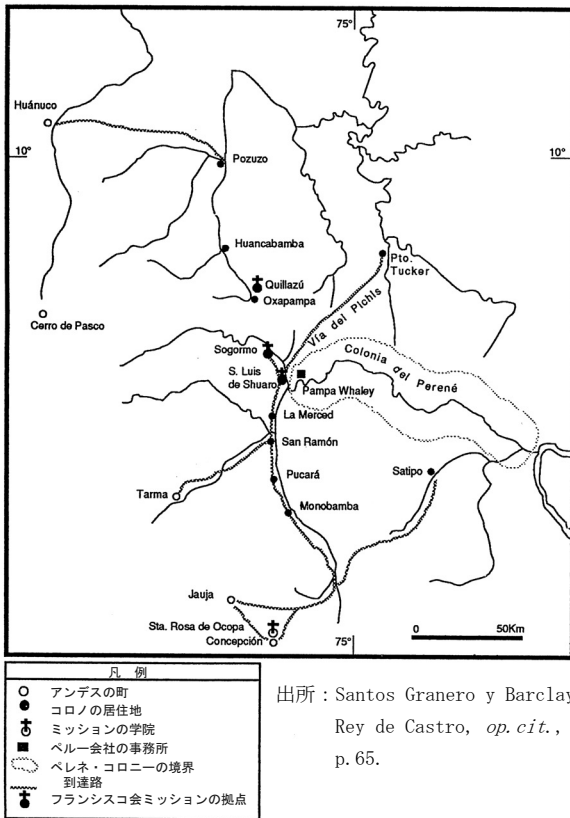 75°
Huánuco
10°
10°
Pozuzo
Huancabamba
Pto.
Tucker
Quillazú
Oxapampa
Vía del Pichis
Cerro de Pasco
Sogormo
Colonia del Perené
S. Luis
de Shuaro
Pampa Whaley
La Merced
San Ramón
Pucará
Satipo
Tarma
Monobamba
Jauja
Sta. Rosa de Ocopa
Concepción
0 50Km
75°
凡 例
アンデスの町
コロノの居住地
ミッションの学院
ペルー会社の事務所
ペレネ・コロニーの境界
到達路
フランシスコ会ミッションの拠点
出所：Santos Granero y Barclay
Rey de Castro, op.cit.,
p.65.